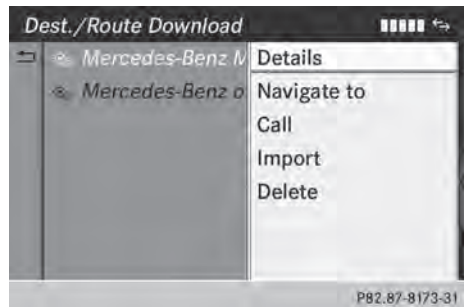 Dest./Route Download
Mercedes-Benz M
Details
Mercedes-Benz o
Navigate to
Call
Import
Delete
P82.87-8173-31